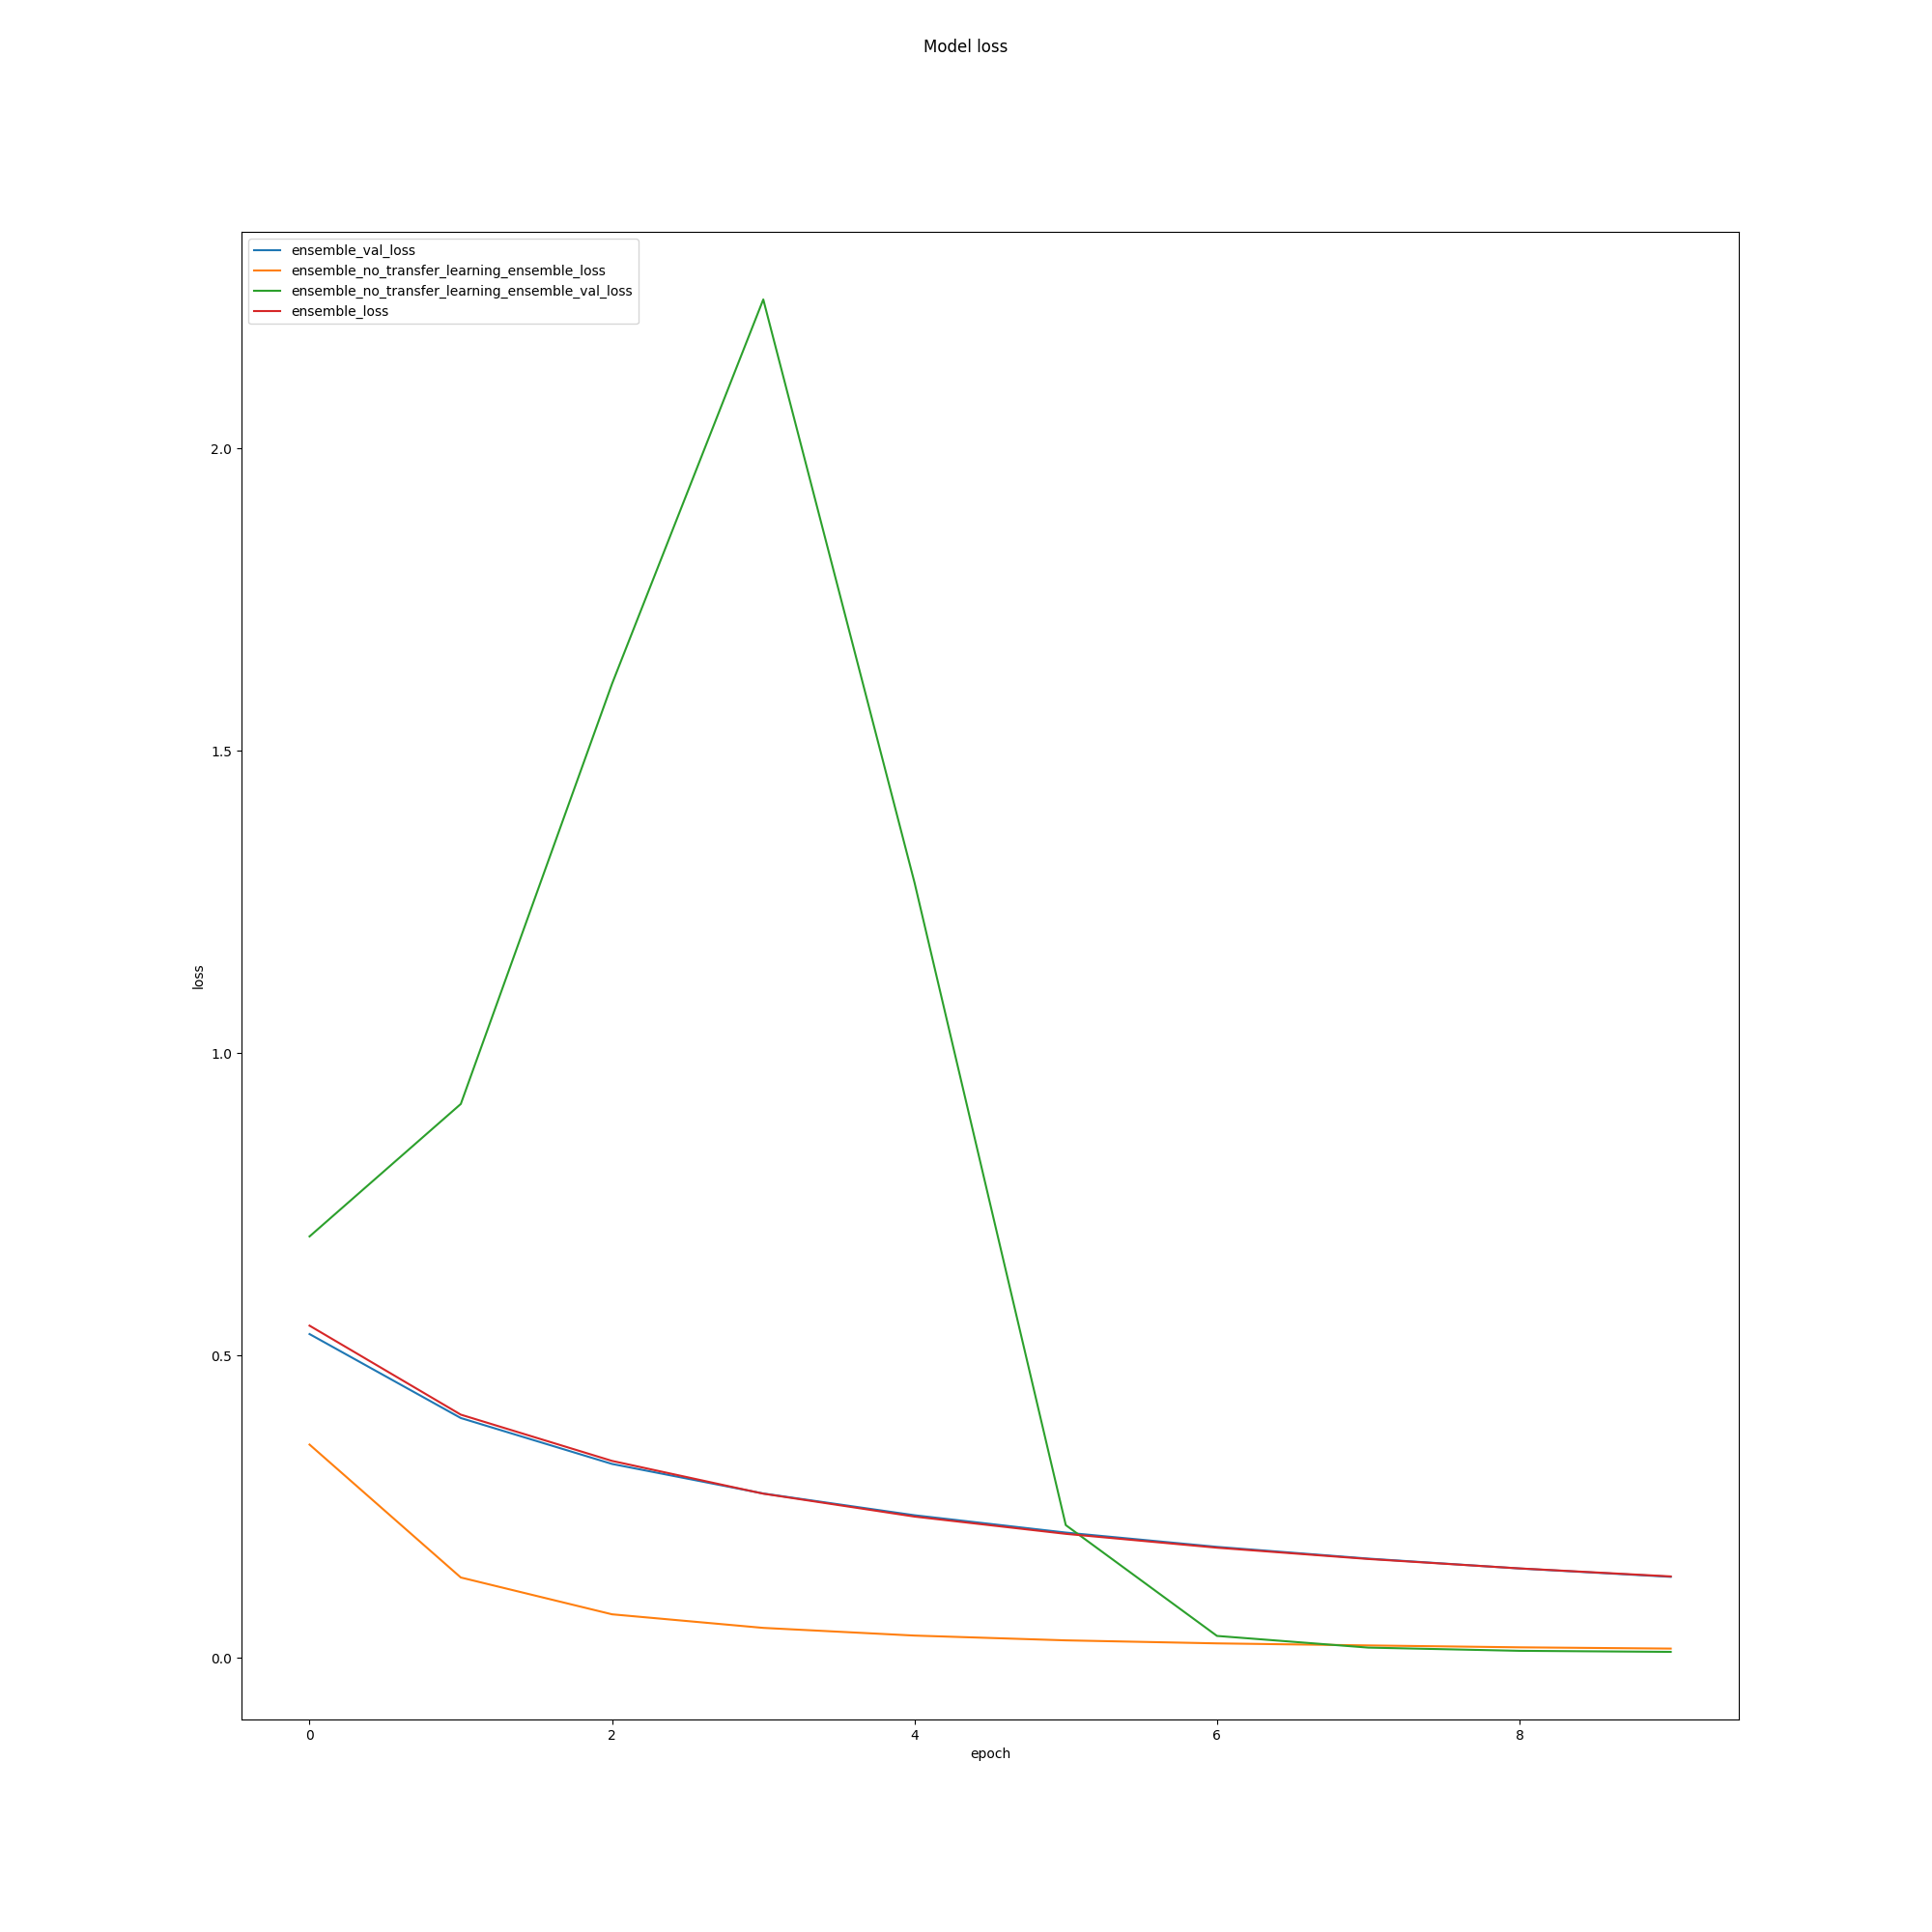 Model loss
ensemble_val_loss
ensemble_no_transfer_learning_ensemble_loss
ensemble_no_transfer_learning_ensemble_val_loss
ensemble_loss
2.0
1.5
1.0
0.5
0.0
loss
0 2 4 6 8
epoch